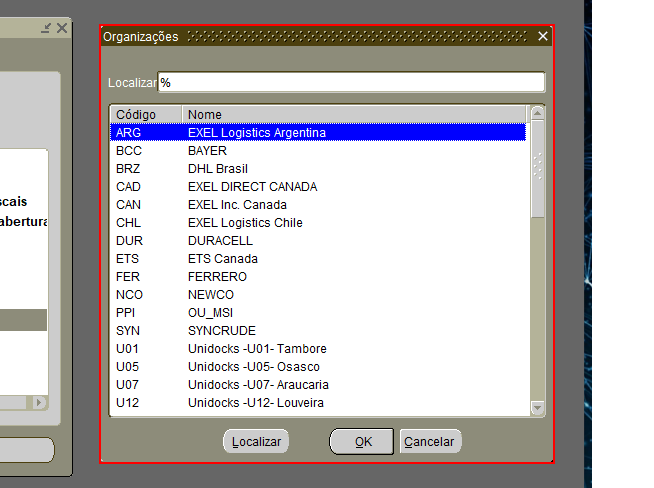 Organizações
Localizar %
Código Nome
ARG EXEL Logistics Argentina
BCC BAYER
BRZ DHL Brasil
CAD EXEL DIRECT CANADA
CAN EXEL Inc. Canada
CHL EXEL Logistics Chile
DUR DURACELL
ETS ETS Canada
FER FERRERO
NCO NEWCO
PPI OU_MSI
SYN SYNCRUDE
U01 Unidocks -U01- Tambore
U05 Unidocks -U05- Osasco
U07 Unidocks -U07- Araucaria
U12 Unidocks -U12- Louveira
Localizar OK Cancelar
scais
abertura